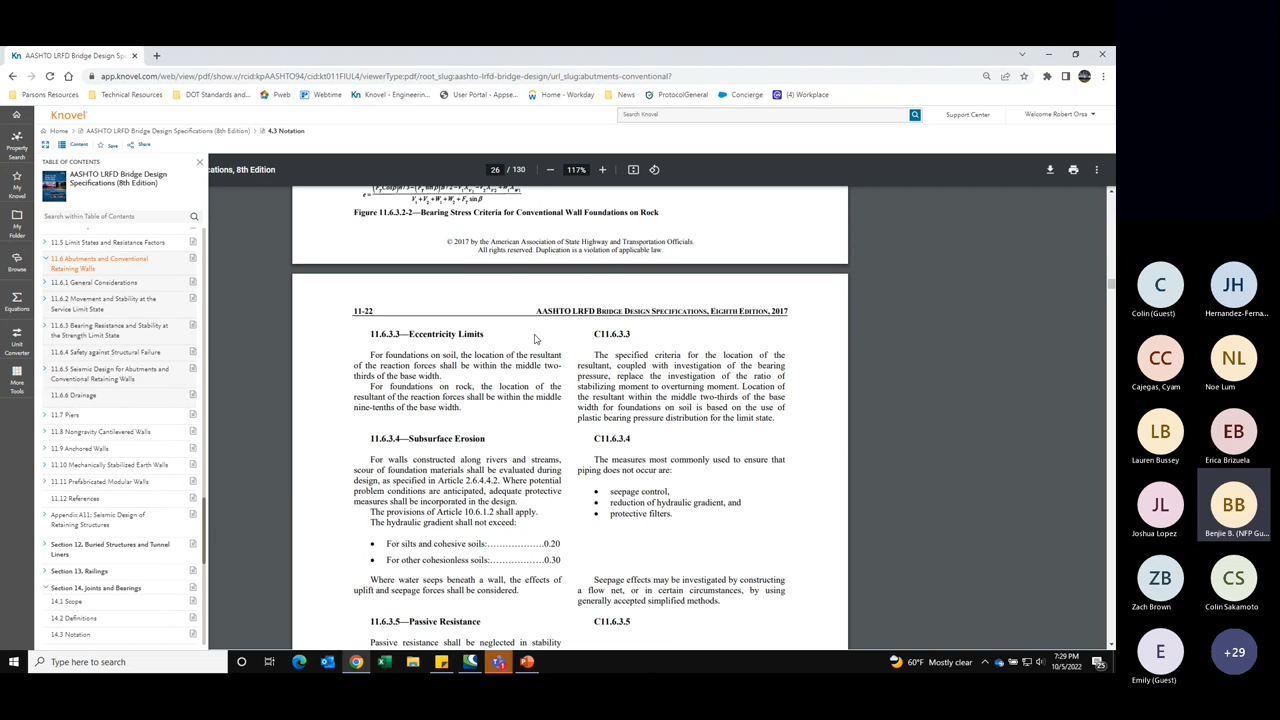 AASHTO LRFD Bridge Design Sp
app.knovel.com/web/view/pdf/show.v/rcid:kpAASHTO94/cid:kt011FIUL4/viewerType:pdf/root_slug:aashto-lrfd-bridge-design/url_slug:abutments-conventional?
Parsons Resources
Technical Resources
DOT Standards and...
Pweb
Webtime
Knovel - Engineerin...
User Portal - Appse...
Home - Workday
News
ProtocolGeneral
Concierge
(4) Workplace
Knovel
Search Knovel
Support Center
Welcome Robert Orsa
Home
AASHTO LRFD Bridge Design Specifications (8th Edition)
4.3 Notation
Content
Save
Share
Property Search
My Knovel
My Folder
Browse
Equations
Unit Converter
More Tools
TABLE OF CONTENTS
AASHTO LRFD Bridge Design
Specifications (8th Edition)
Search within Table of Contents
11.5 Limit States and Resistance Factors
11.6 Abutments and Conventional
Retaining Walls
11.6.1 General Considerations
11.6.2 Movement and Stability at the
Service Limit State
11.6.3 Bearing Resistance and Stability at
the Strength Limit State
11.6.4 Safety against Structural Failure
11.6.5 Seismic Design for Abutments and
Conventional Retaining Walls
11.6.6 Drainage
11.7 Piers
11.8 Nongravity Cantilevered Walls
11.9 Anchored Walls
11.10 Mechanically Stabilized Earth Walls
11.11 Prefabricated Modular Walls
11.12 References
Appendix A11: Seismic Design of
Retaining Structures
Section 12. Buried Structures and Tunnel
Liners
Section 13. Railings
Section 14. Joints and Bearings
14.1 Scope
14.2 Definitions
14.3 Notation
cations, 8th Edition
26 / 130
117%
Figure 11.6.3.2-2—Bearing Stress Criteria for Conventional Wall Foundations on Rock
© 2017 by the American Association of State Highway and Transportation Officials.
All rights reserved. Duplication is a violation of applicable law.
11-22
AASHTO LRFD BRIDGE DESIGN SPECIFICATIONS, EIGHTH EDITION, 2017
11.6.3.3—Eccentricity Limits
For foundations on soil, the location of the resultant
of the reaction forces shall be within the middle two-
thirds of the base width.
For foundations on rock, the location of the
resultant of the reaction forces shall be within the middle
nine-tenths of the base width.
C11.6.3.3
The specified criteria for the location of the
resultant, coupled with investigation of the bearing
pressure, replace the investigation of the ratio of
stabilizing moment to overturning moment. Location of
the resultant within the middle two-thirds of the base
width for foundations on soil is based on the use of
plastic bearing pressure distribution for the limit state.
11.6.3.4—Subsurface Erosion
For walls constructed along rivers and streams,
scour of foundation materials shall be evaluated during
design, as specified in Article 2.6.4.4.2. Where potential
problem conditions are anticipated, adequate protective
measures shall be incorporated in the design.
The provisions of Article 10.6.1.2 shall apply.
The hydraulic gradient shall not exceed:
• For silts and cohesive soils:..................0.20
• For other cohesionless soils:..................0.30
Where water seeps beneath a wall, the effects of
uplift and seepage forces shall be considered.
C11.6.3.4
The measures most commonly used to ensure that
piping does not occur are:
• seepage control,
• reduction of hydraulic gradient, and
• protective filters.
Seepage effects may be investigated by constructing
a flow net, or in certain circumstances, by using
generally accepted simplified methods.
11.6.3.5—Passive Resistance
Passive resistance shall be neglected in stability
C11.6.3.5
C
Colin (Guest)
JH
Hernandez-Ferna...
CC
Cajegas, Cyam
NL
Noe Lum
LB
Lauren Bussey
EB
Erica Brizuela
JL
Joshua Lopez
BB
Benjie B. (NFP Gu...
ZB
Zach Brown
CS
Colin Sakamoto
E
Emily (Guest)
+29
Type here to search
60°F Mostly clear
7:29 PM
10/5/2022
25